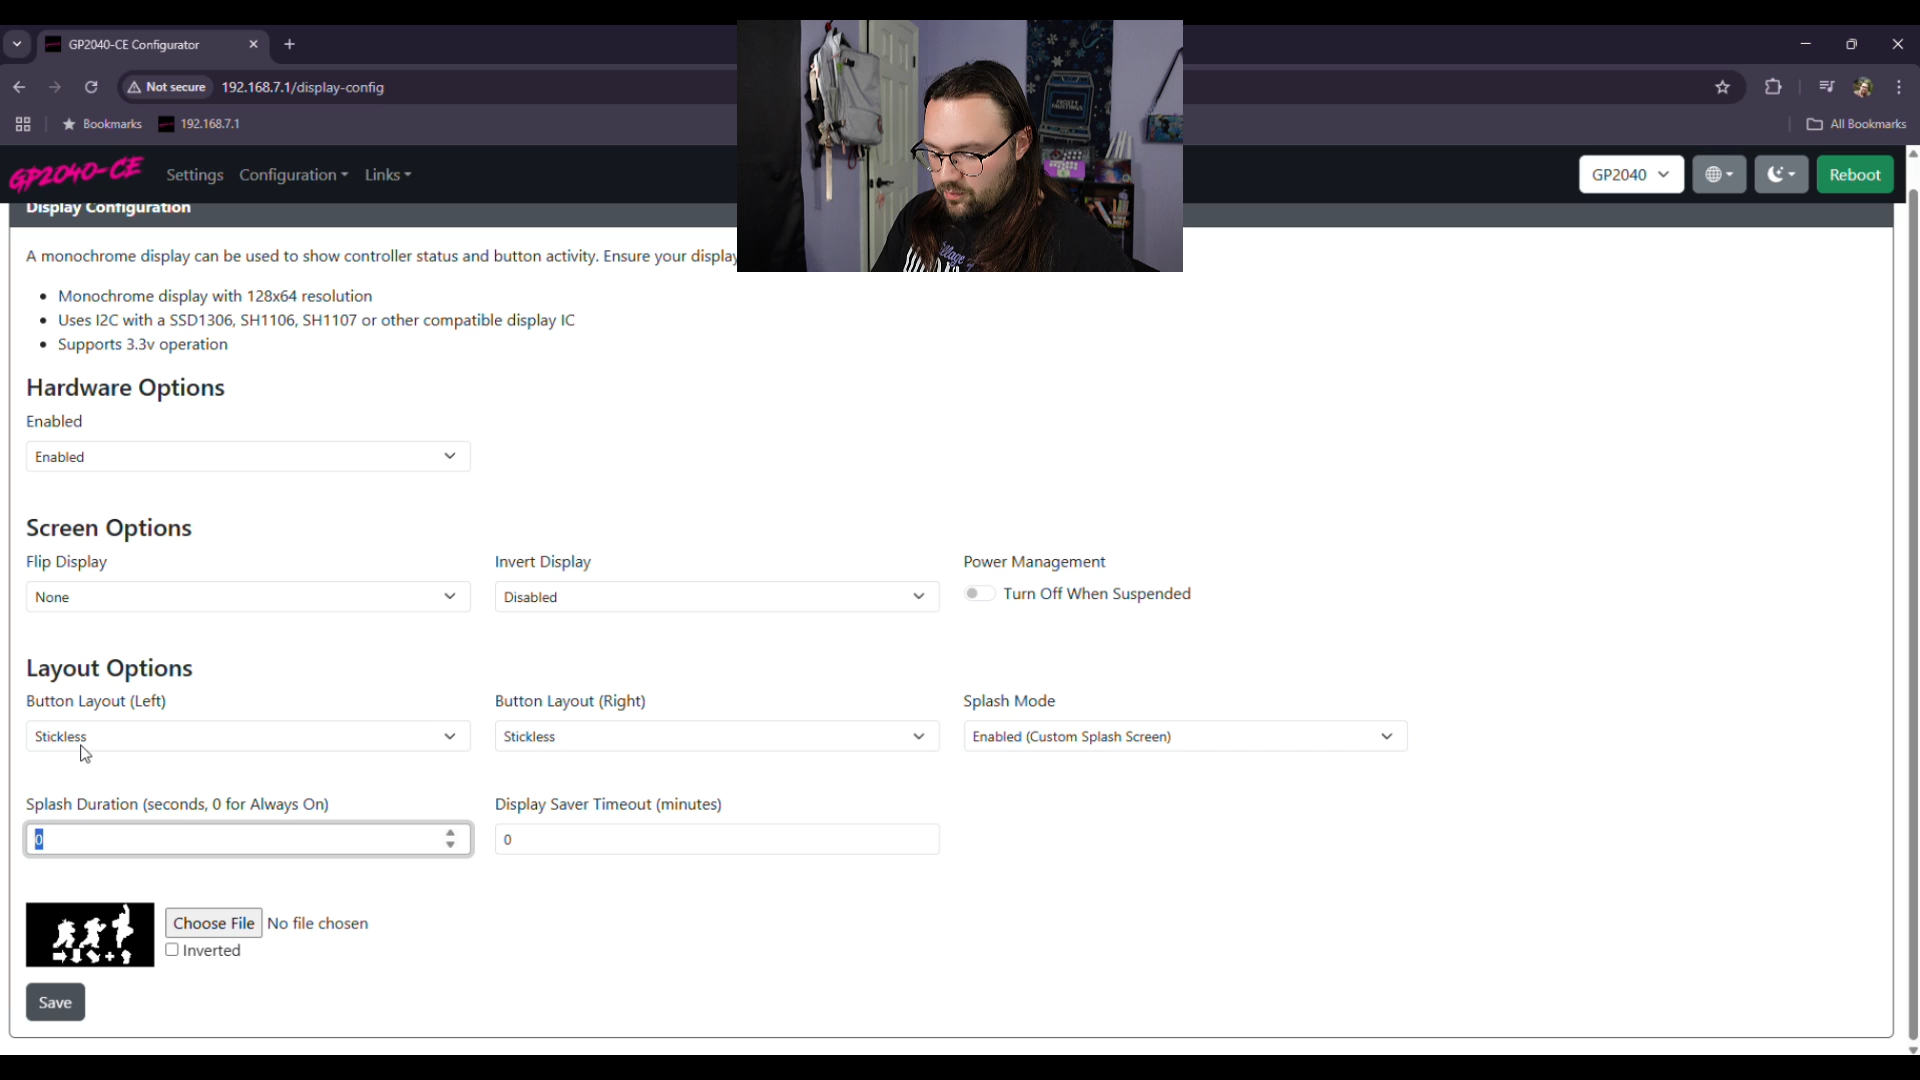 GP2040-CE Configurator
Not secure 192.168.7.1/display-config
Bookmarks 192.168.7.1 All Bookmarks
GP2040-CE Settings Configuration Links GP2040 Reboot
Display Configuration
A monochrome display can be used to show controller status and button activity. Ensure your display
Monochrome display with 128x64 resolution
Uses I2C with a SSD1306, SH1106, SH1107 or other compatible display IC
Supports 3.3v operation
Hardware Options
Enabled
Enabled
Screen Options
Flip Display Invert Display Power Management
None Disabled Turn Off When Suspended
Layout Options
Button Layout (Left) Button Layout (Right) Splash Mode
Stickless Stickless Enabled (Custom Splash Screen)
Splash Duration (seconds, 0 for Always On) Display Saver Timeout (minutes)
0 0
Choose File No file chosen
Inverted
Save